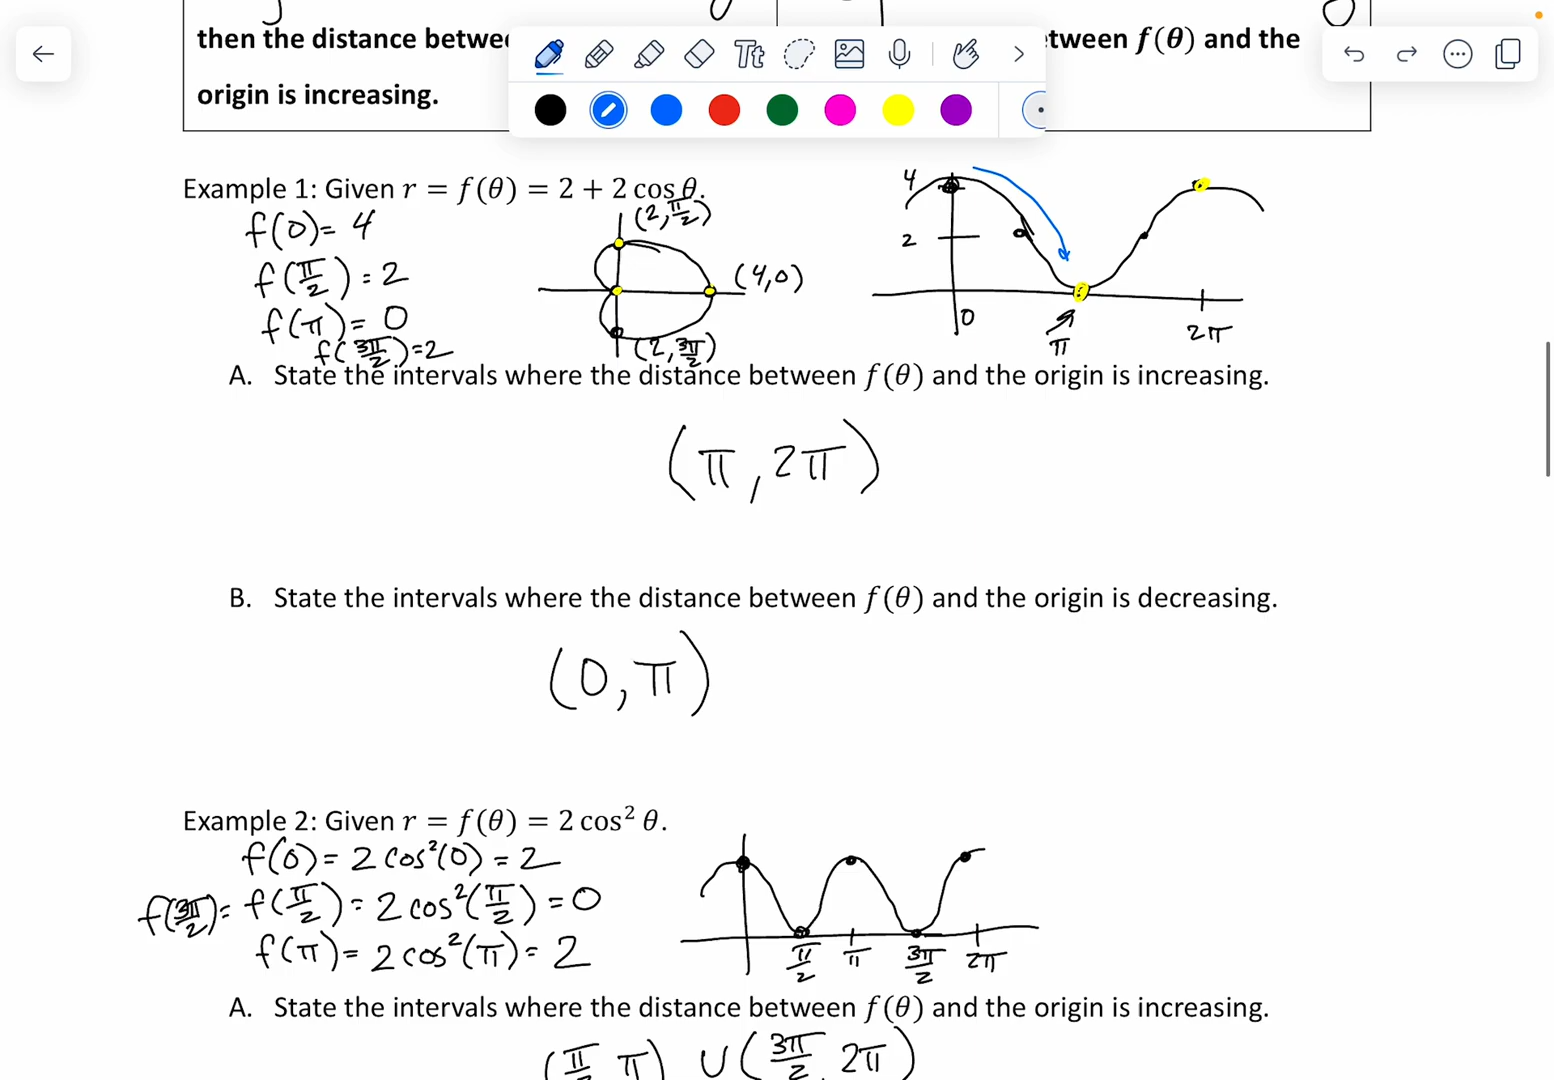 then the distance betwee
tween f(θ) and the
origin is increasing.
Tt
Example 1: Given r = f(θ) = 2 + 2 cos θ.
f(0) = 4
f(π/2) = 2
f(π) = 0
f(3π/2) = 2
(2, π/2)
(4,0)
(2, 3π/2)
4
2
0
π
2π
A. State the intervals where the distance between f(θ) and the origin is increasing.
(π, 2π)
B. State the intervals where the distance between f(θ) and the origin is decreasing.
(0, π)
Example 2: Given r = f(θ) = 2 cos² θ.
f(0) = 2 cos²(0) = 2
f(3π/2) = f(π/2) = 2 cos²(π/2) = 0
f(π) = 2 cos²(π) = 2
π/2 π 3π/2 2π
A. State the intervals where the distance between f(θ) and the origin is increasing.
(π/2 π) ∪ (3π/2, 2π)